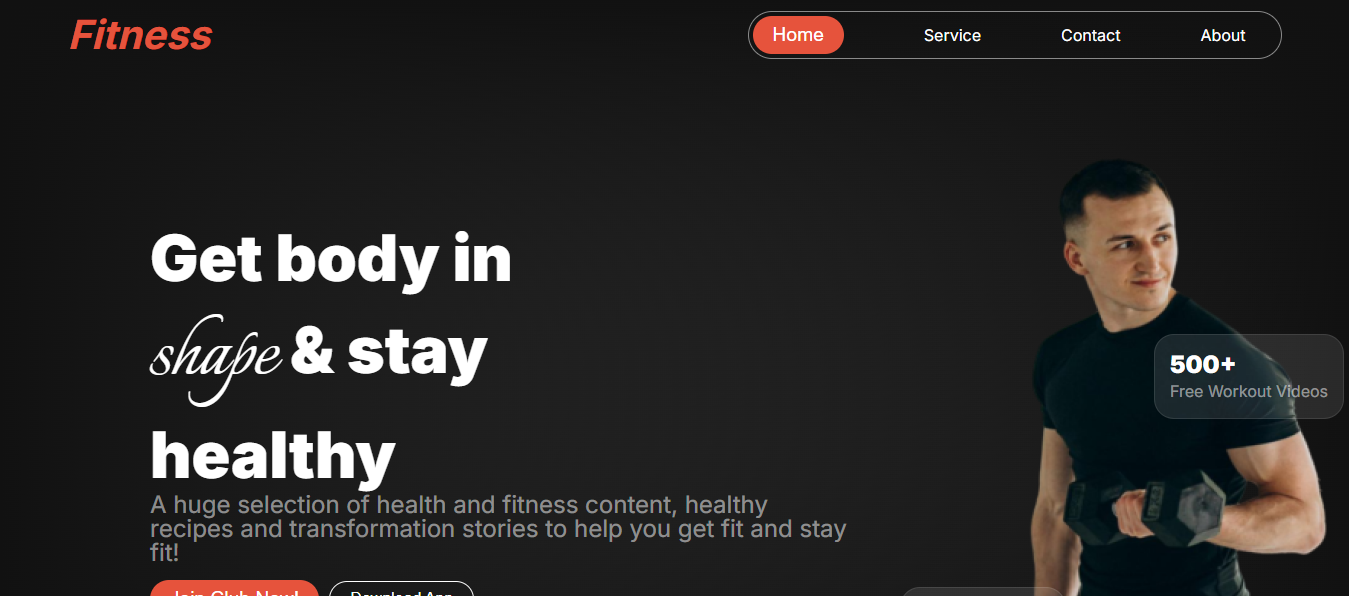 Fitness
Home Service Contact About
Get body in
shape & stay
healthy
500+
Free Workout Videos
A huge selection of health and fitness content, healthy
recipes and transformation stories to help you get fit and stay
fit!
Join Club Now! Download App